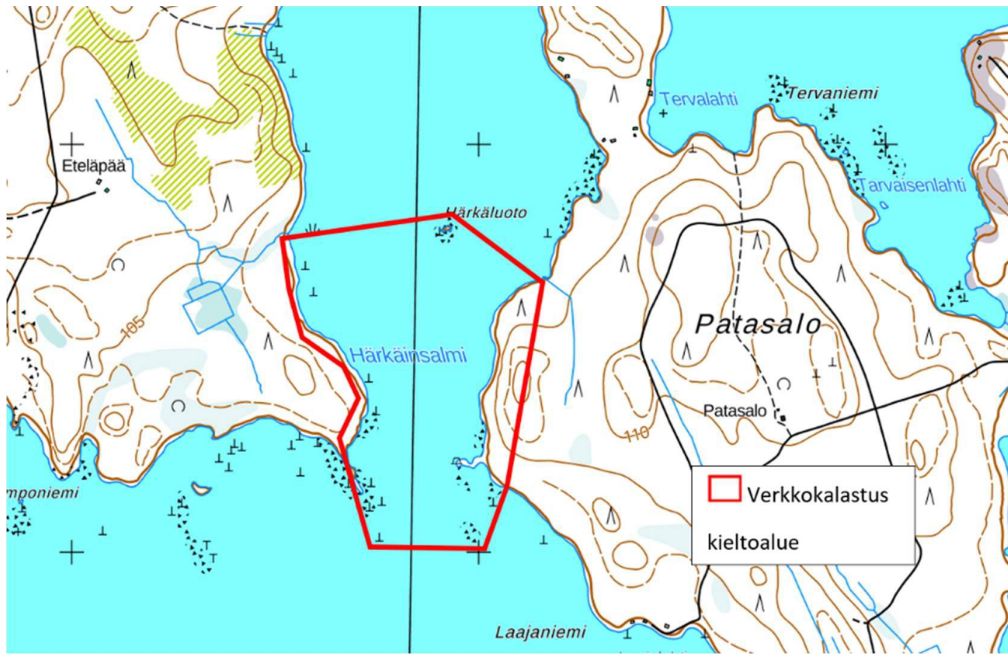 Tervalahti
Tervaniemi
Eteläpää
Tarvaisenlahti
Härkäluoto
105
Härkäinsalmi
Patasalo
Patasalo
110
mponiemi
Verkkokalastus
kieltoalue
Laajaniemi